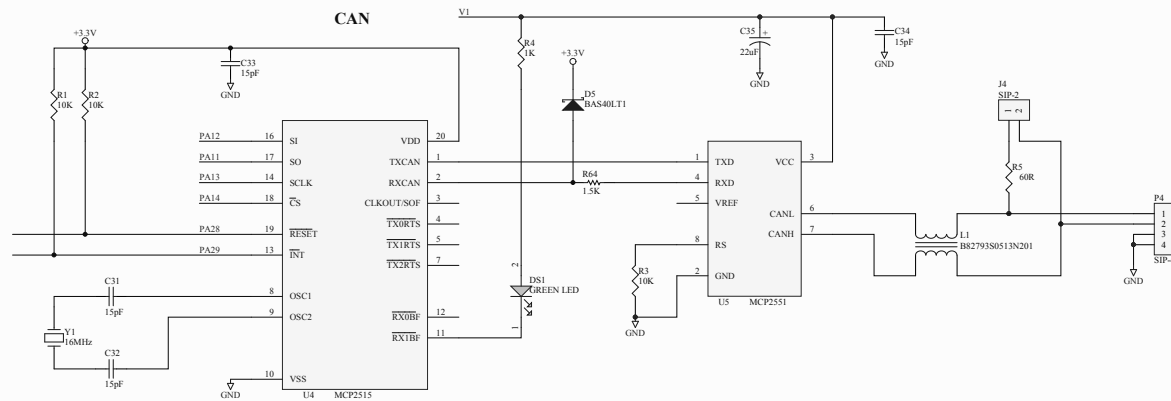 CAN
V1
+3.3V
R4
1K
+3.3V
C35
+
22uF
GND
C34
15pF
GND
C33
15pF
GND
R1
10K
R2
10K
D5
BAS40LT1
J4
SIP-2
1
2
PA12
16
SI
VDD
20
PA11
17
SO
TXCAN
1
PA13
14
SCLK
RXCAN
2
PA14
18
CS
CLKOUT/SOF
3
TX0RTS
4
PA28
19
RESET
TX1RTS
5
PA29
13
INT
TX2RTS
7
8
OSC1
9
OSC2
RX0BF
12
RX1BF
11
10
VSS
GND
U4
MCP2515
C31
15pF
Y1
16MHz
C32
15pF
2
DS1
GREEN LED
1
R64
1.5K
1
TXD
VCC
3
4
RXD
5
VREF
CANL
6
CANH
7
8
RS
2
GND
U5
MCP2551
R3
10K
GND
R5
60R
L1
B82793S0513N201
P4
1
2
3
4
SIP-
GND